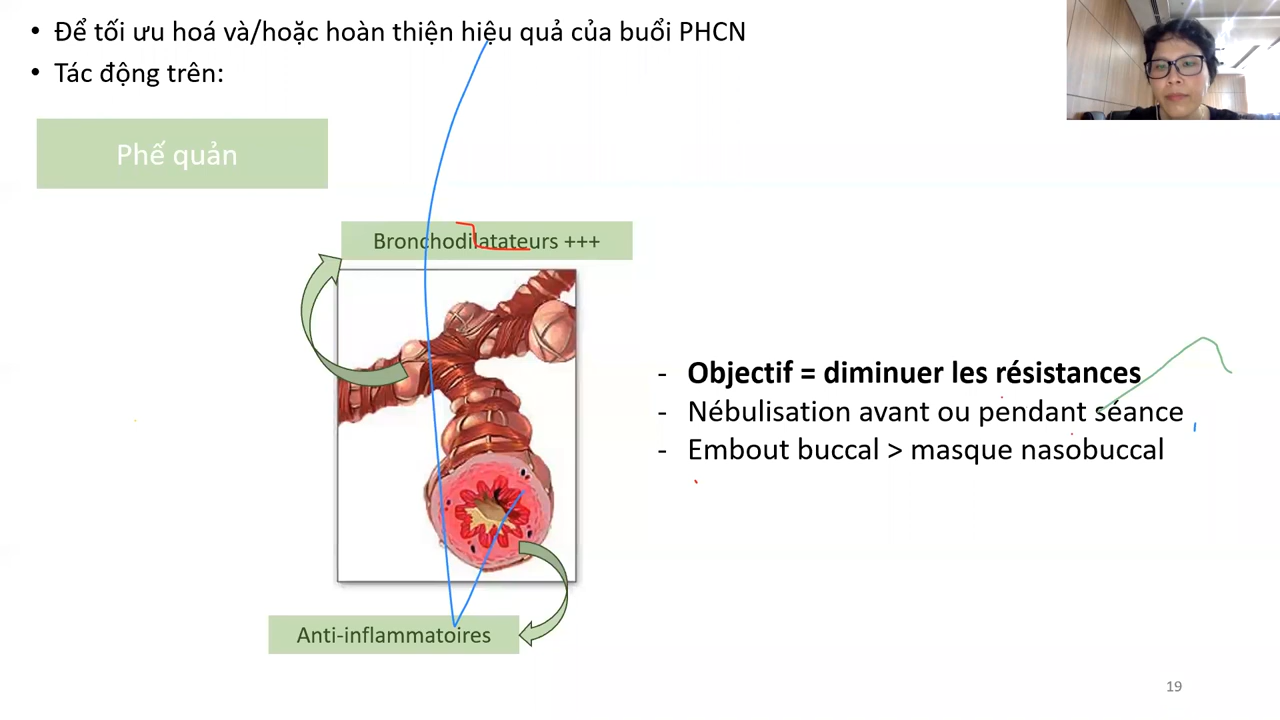 • Để tối ưu hoá và/hoặc hoàn thiện hiệu quả của buổi PHCN
• Tác động trên:
Phế quản
Bronchodilatateurs +++
- Objectif = diminuer les résistances
- Nébulisation avant ou pendant séance
- Embout buccal > masque nasobuccal
Anti-inflammatoires
19